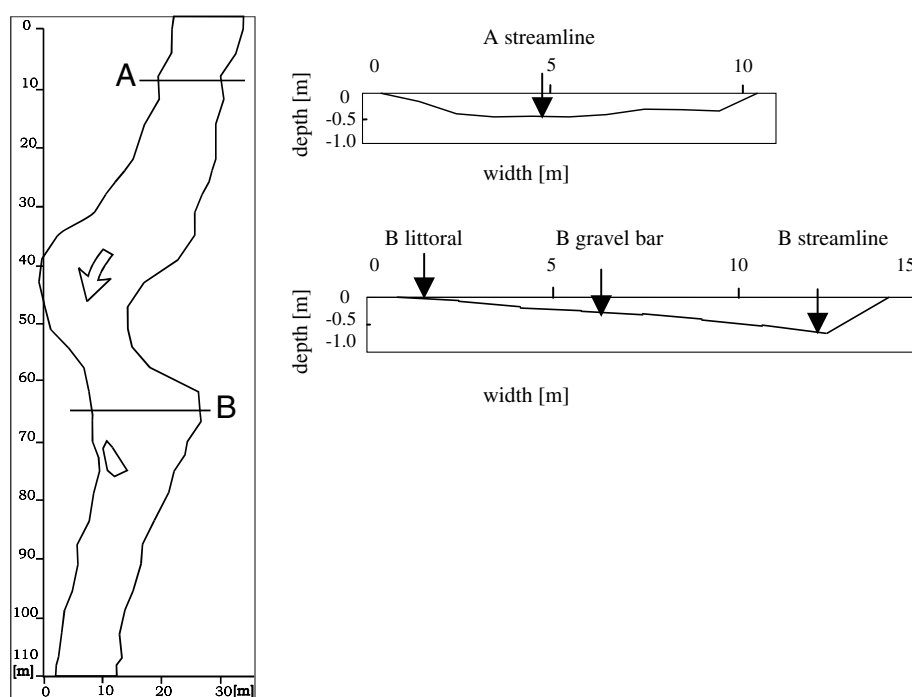 0
10
20
30
40
50
60
70
80
90
100
110
[m]
0 10 20 30[m]
A
B
A streamline
0 5 10
depth [m]
0
-0.5
-1.0
width [m]
B littoral B gravel bar B streamline
0 5 10 15
depth [m]
0
-0.5
-1.0
width [m]